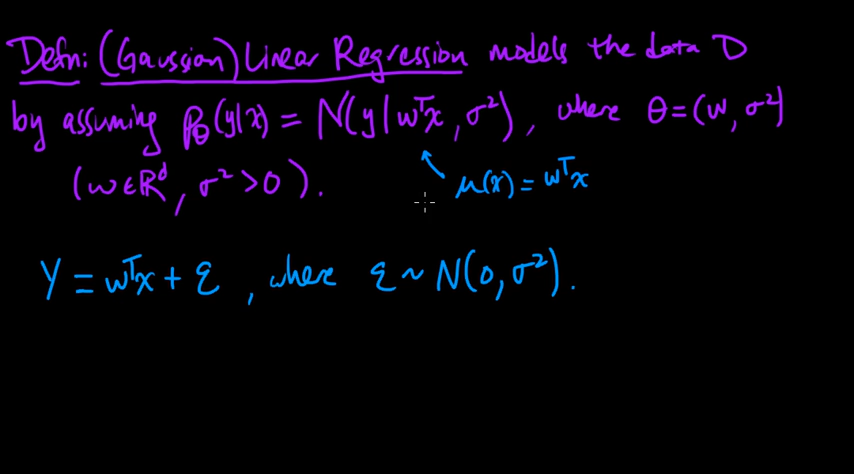 Defn: (Gaussian) Linear Regression models the data D
by assuming p_θ(y|x) = N(y | wᵀx, σ²), where θ = (w, σ²)
(w ∈ ℝᵈ, σ² > 0). μ(x) = wᵀx
Y = wᵀx + ε, where ε ~ N(0, σ²).